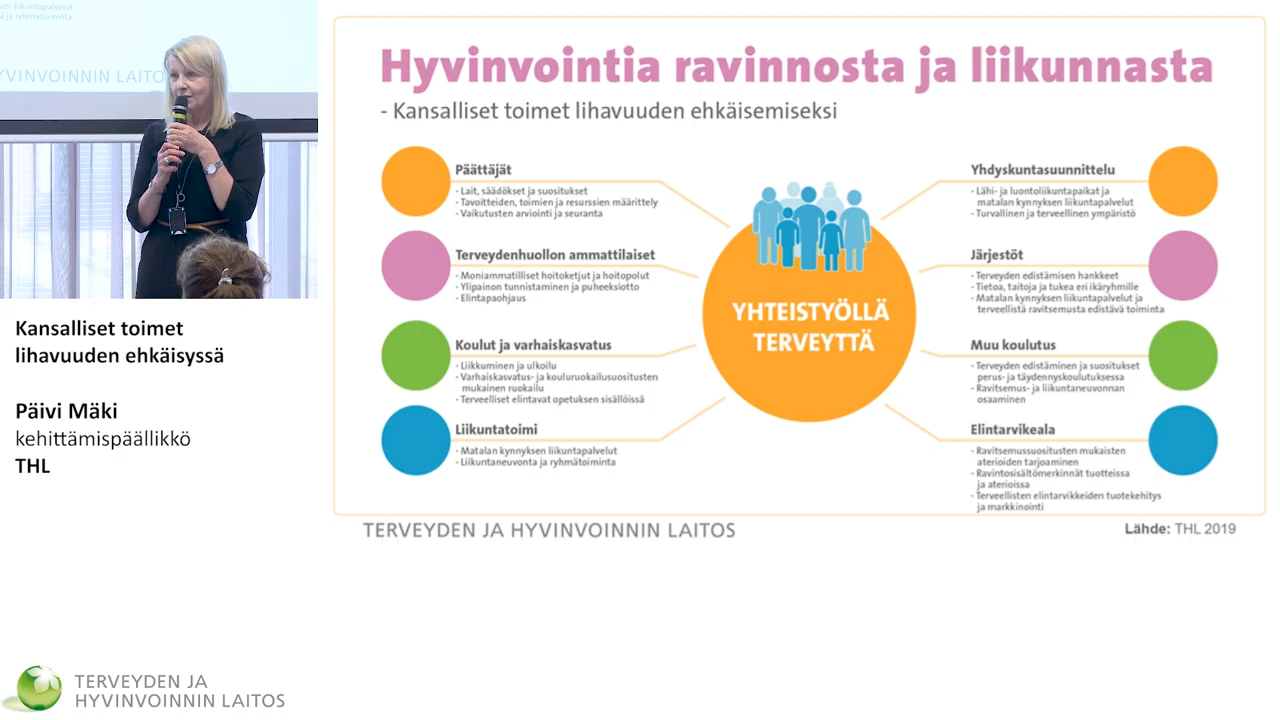 sen liikuntapalvelut
a ja ryhmätoiminta
YVINVOINNIN LAITO
Kansalliset toimet
lihavuuden ehkäisyssä
Päivi Mäki
kehittämispäällikkö
THL
Hyvinvointia ravinnosta ja liikunnasta
- Kansalliset toimet lihavuuden ehkäisemiseksi
Päättäjät
- Lait, säädökset ja suositukset
- Tavoitteiden, toimien ja resurssien määrittely
- Vaikutusten arviointi ja seuranta
Terveydenhuollon ammattilaiset
- Moniammatilliset hoitoketjut ja hoitopolut
- Ylipainon tunnistaminen ja puheeksiotto
- Elintapaohjaus
Koulut ja varhaiskasvatus
- Liikkuminen ja ulkoilu
- Varhaiskasvatus- ja kouluruokailusuositusten
mukainen ruokailu
- Terveelliset elintavat opetuksen sisällöissä
Liikuntatoimi
- Matalan kynnyksen liikuntapalvelut
- Liikuntaneuvonta ja ryhmätoiminta
YHTEISTYÖLLÄ
TERVEYTTÄ
Yhdyskuntasuunnittelu
- Lähi- ja luontoliikuntapaikat ja
matalan kynnyksen liikuntapalvelut
- Turvallinen ja terveellinen ympäristö
Järjestöt
- Terveyden edistämisen hankkeet
- Tietoa, taitoja ja tukea eri ikäryhmille
- Matalan kynnyksen liikuntapalvelut ja
terveellistä ravitsemusta edistävä toiminta
Muu koulutus
- Terveyden edistäminen ja suositukset
perus- ja täydennyskoulutuksessa
- Ravitsemus- ja liikuntaneuvonnan
osaaminen
Elintarvikeala
- Ravitsemussuositusten mukaisten
aterioiden tarjoaminen
- Ravintosisältömerkinnät tuotteissa
ja aterioissa
- Terveellisten elintarvikkeiden tuotekehitys
ja markkinointi
TERVEYDEN JA HYVINVOINNIN LAITOS
Lähde: THL 2019
TERVEYDEN JA
HYVINVOINNIN LAITOS